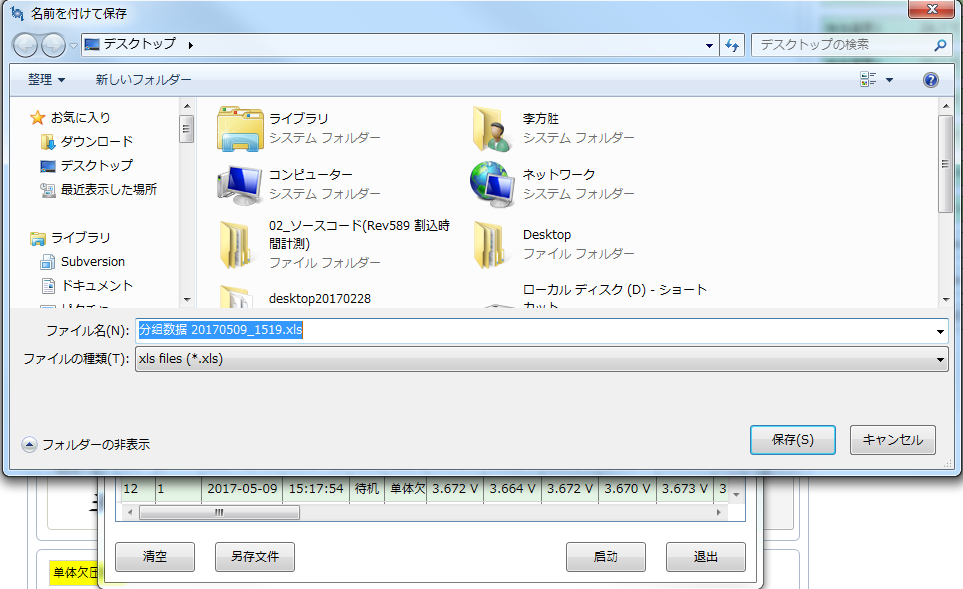 名前を付けて保存
デスクトップ
デスクトップの検索
整理
新しいフォルダー
お気に入り
ダウンロード
デスクトップ
最近表示した場所
ライブラリ
Subversion
ドキュメント
ライブラリ
システム フォルダー
李方胜
システム フォルダー
コンピューター
システム フォルダー
ネットワーク
システム フォルダー
02_ソースコード(Rev589 割込時
間計測)
ファイル フォルダー
Desktop
ファイル フォルダー
desktop20170228
ローカル ディスク (D) - ショート
カット
ファイル名(N):
分组数据 20170509_1519.xls
ファイルの種類(T):
xls files (*.xls)
フォルダーの非表示
保存(S)
キャンセル
12 1 2017-05-09 15:17:54 待机 单体欠 3.672 V 3.664 V 3.672 V 3.670 V 3.673 V 3
清空
另存文件
启动
退出
单体欠压